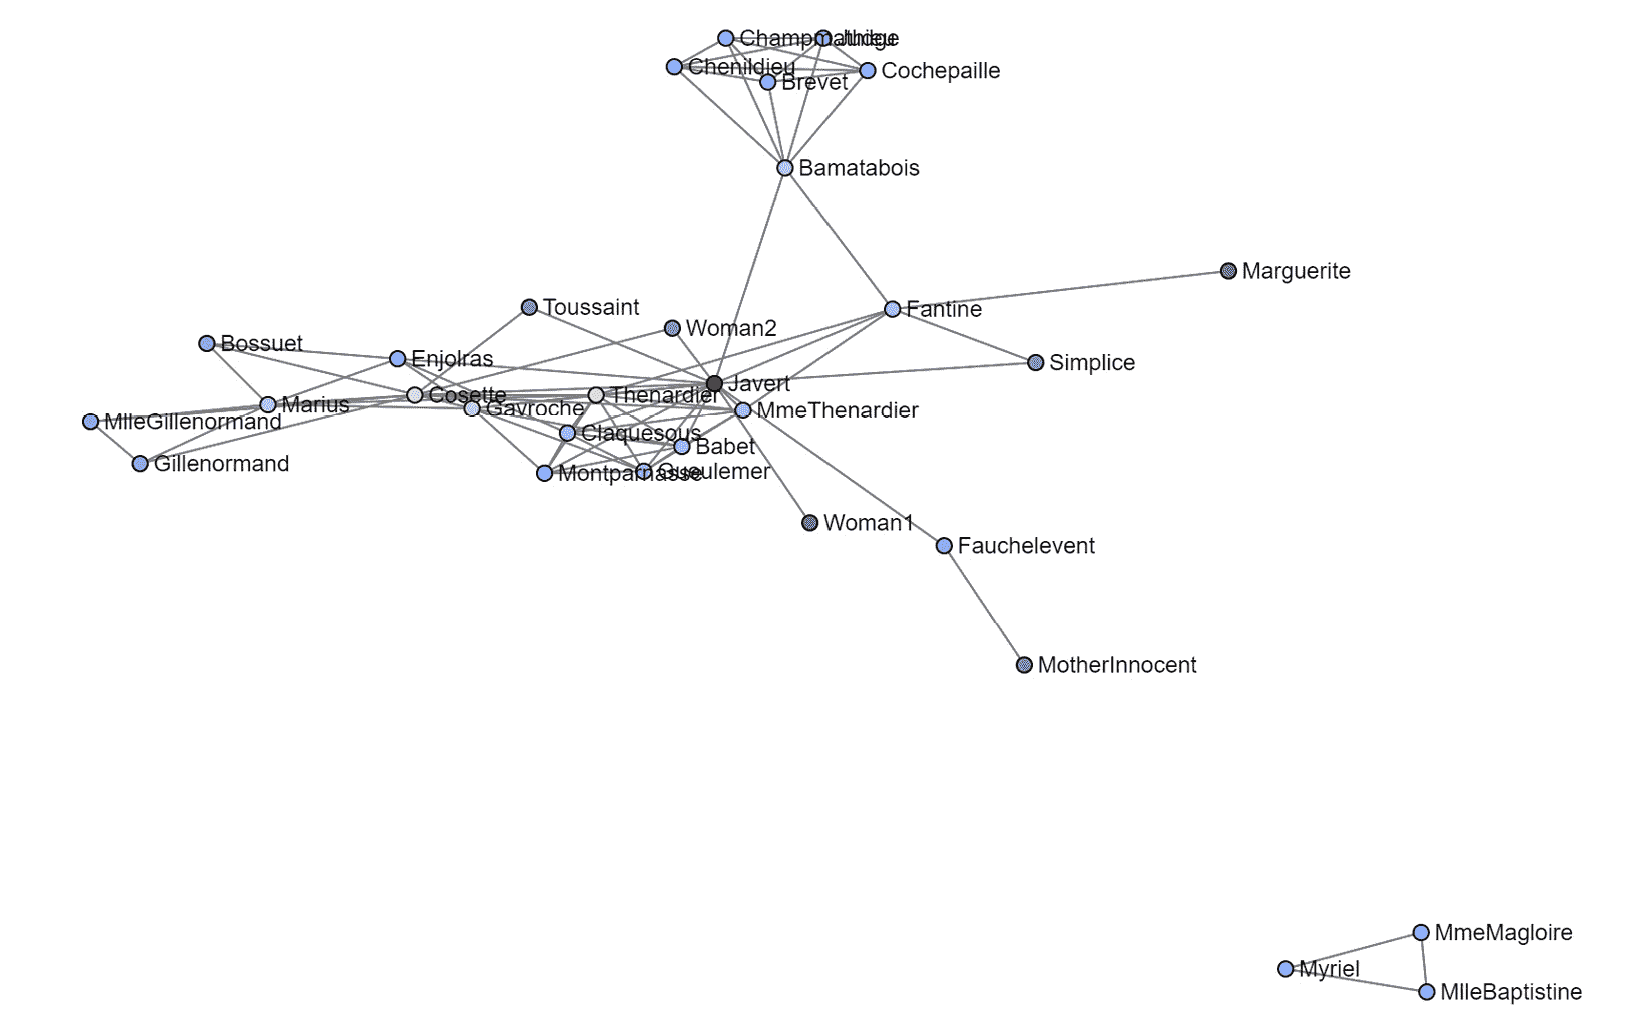 Champmathieu
Judge
Chenildieu
Cochepaille
Brevet
Bamatabois
Marguerite
Toussaint
Fantine
Woman2
Bossuet
Enjolras
Simplice
Javert
Cosette
Thenardier
Marius
Gavroche
MmeThenardier
MlleGillenormand
Claquesous
Babet
Gillenormand
Montparnasse
Gueulemer
Woman1
Fauchelevent
MotherInnocent
MmeMagloire
Myriel
MlleBaptistine